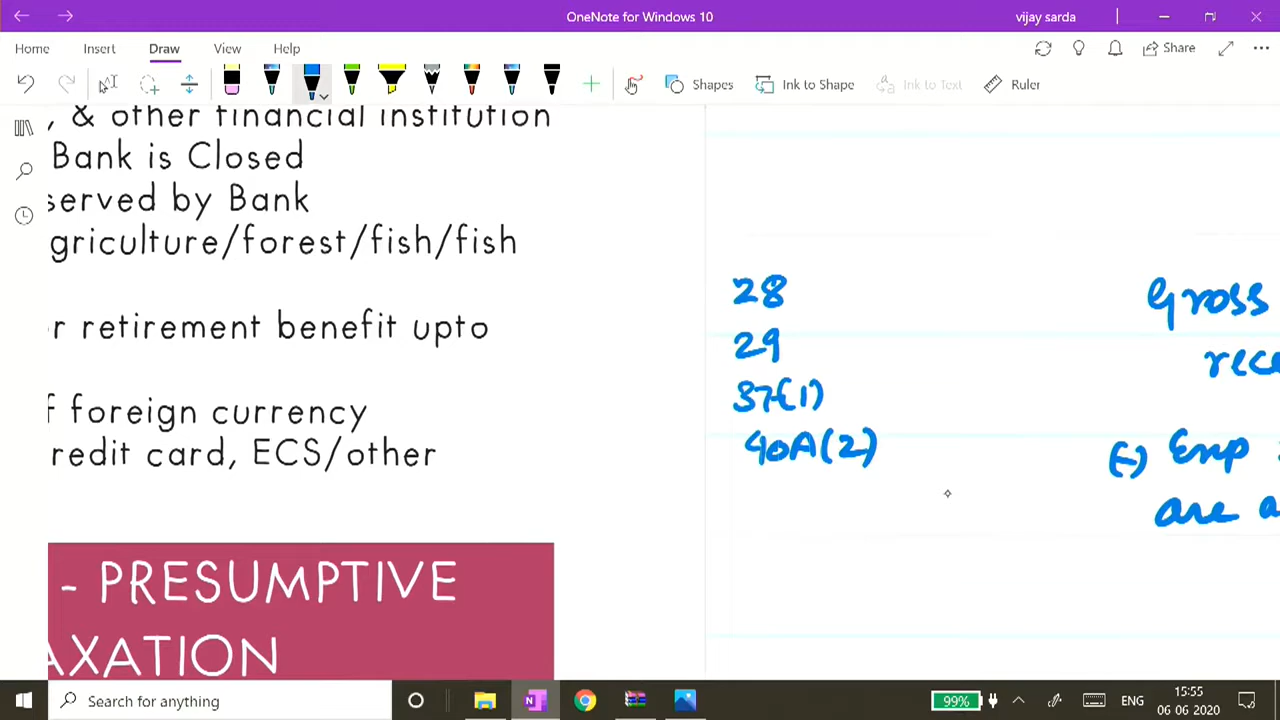 OneNote for Windows 10
vijay sarda
Home Insert Draw View Help
Share
Shapes
Ink to Shape
Ink to Text
Ruler
, & other financial institution
Bank is Closed
served by Bank
griculture/forest/fish/fish
r retirement benefit upto
f foreign currency
redit card, ECS/other
- PRESUMPTIVE
AXATION
28
29
37(1)
40A(2)
Gross
rece
(-) Exp
are a
Search for anything
99%
ENG
15:55
06-06-2020